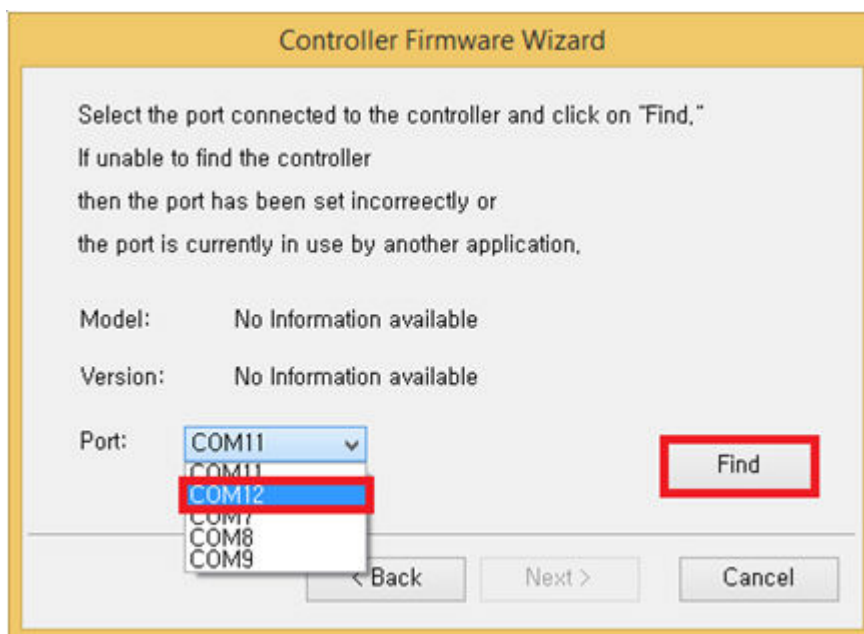 Controller Firmware Wizard
Select the port connected to the controller and click on "Find,"
If unable to find the controller
then the port has been set incorreectly or
the port is currently in use by another application,
Model: No Information available
Version: No Information available
Port: COM11
COM11
COM12
COM7
COM8
COM9
Find
< Back Next > Cancel